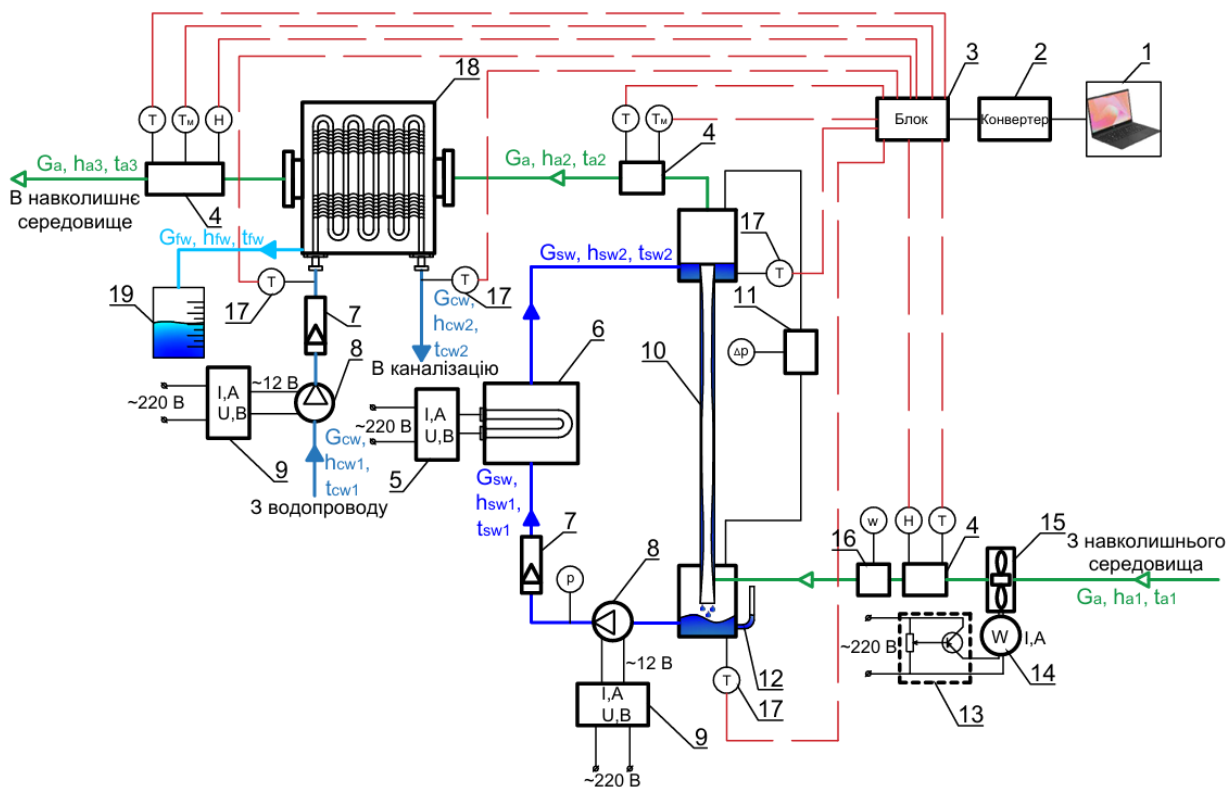 1
2
3
18
Блок
Конвертер
T
Tм
H
T
Tм
4
Ga, ha3, ta3
Ga, ha2, ta2
В навколишнє
середовище
4
Gfw, hfw, tfw
Gsw, hsw2, tsw2
17
T
T
17
T
17
19
7
11
Gcw,
hcw2,
tcw2
В каналізацію
6
Δp
10
8
~12 В
I,A
U,В
~220 В
I,A
U,В
~220 В
9
5
Gcw,
hcw1,
tcw1
З водопроводу
Gsw,
hsw1,
tsw1
7
8
p
w
H
T
16
4
15
З навколишнього
середовища
Ga, ha1, ta1
~220 В
W
I,A
14
13
~12 В
12
T
17
I,A
U,В
9
~220 В